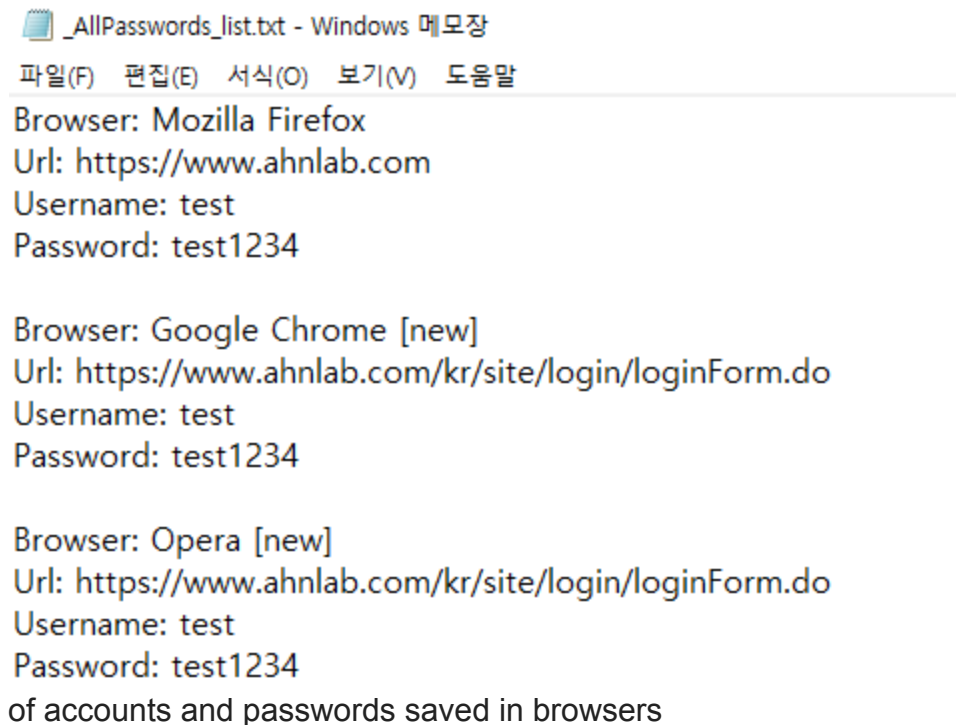 _AllPasswords_list.txt - Windows 메모장
파일(F) 편집(E) 서식(O) 보기(V) 도움말
Browser: Mozilla Firefox
Url: https://www.ahnlab.com
Username: test
Password: test1234

Browser: Google Chrome [new]
Url: https://www.ahnlab.com/kr/site/login/loginForm.do
Username: test
Password: test1234

Browser: Opera [new]
Url: https://www.ahnlab.com/kr/site/login/loginForm.do
Username: test
Password: test1234
of accounts and passwords saved in browsers